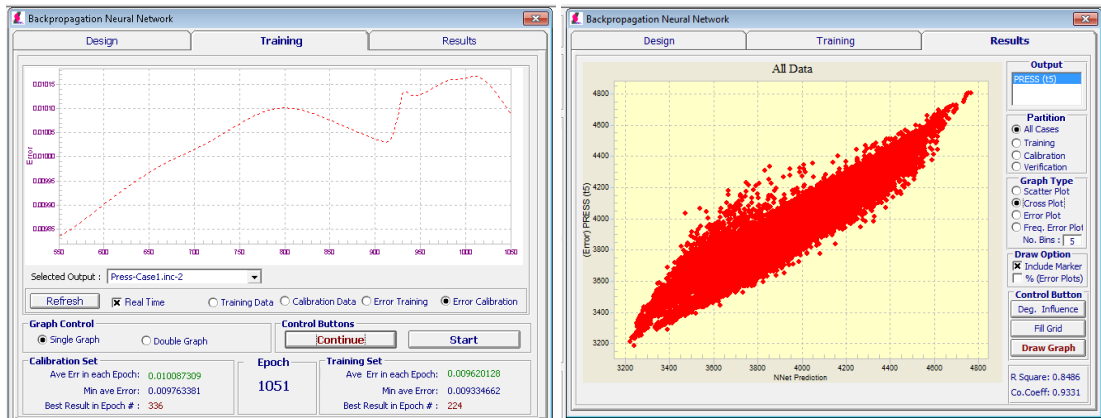 Backpropagation Neural Network
Design Training Results
0.01015
0.01010
0.01005
0.01000
0.00995
0.00990
0.00985
Error
550 600 650 700 750 800 850 900 950 1000 1050
Selected Output : Press-Case1.inc-2
Refresh Real Time Training Data Calibration Data Error Training Error Calibration
Graph Control
Single Graph Double Graph
Control Buttons
Continue Start
Calibration Set
Ave Err in each Epoch: 0.010087309
Min ave Error: 0.009763381
Best Result in Epoch # : 336
Epoch
1051
Training Set
Ave Err in each Epoch: 0.009620128
Min ave Error: 0.009334662
Best Result in Epoch # : 224
Backpropagation Neural Network
Design Training Results
All Data
4800
4600
4400
4200
4000
3800
3600
3400
3200
(Error) PRESS (t5)
3200 3400 3600 3800 4000 4200 4400 4600 4800
NNet Prediction
Output
PRESS (t5)
Partition
All Cases
Training
Calibration
Verification
Graph Type
Scatter Plot
Cross Plot
Error Plot
Freq. Error Plot
No. Bins : 5
Draw Option
Include Marker
% (Error Plots)
Control Button
Deg. Influence
Fill Grid
Draw Graph
R Square: 0.8486
Co.Coeff: 0.9331